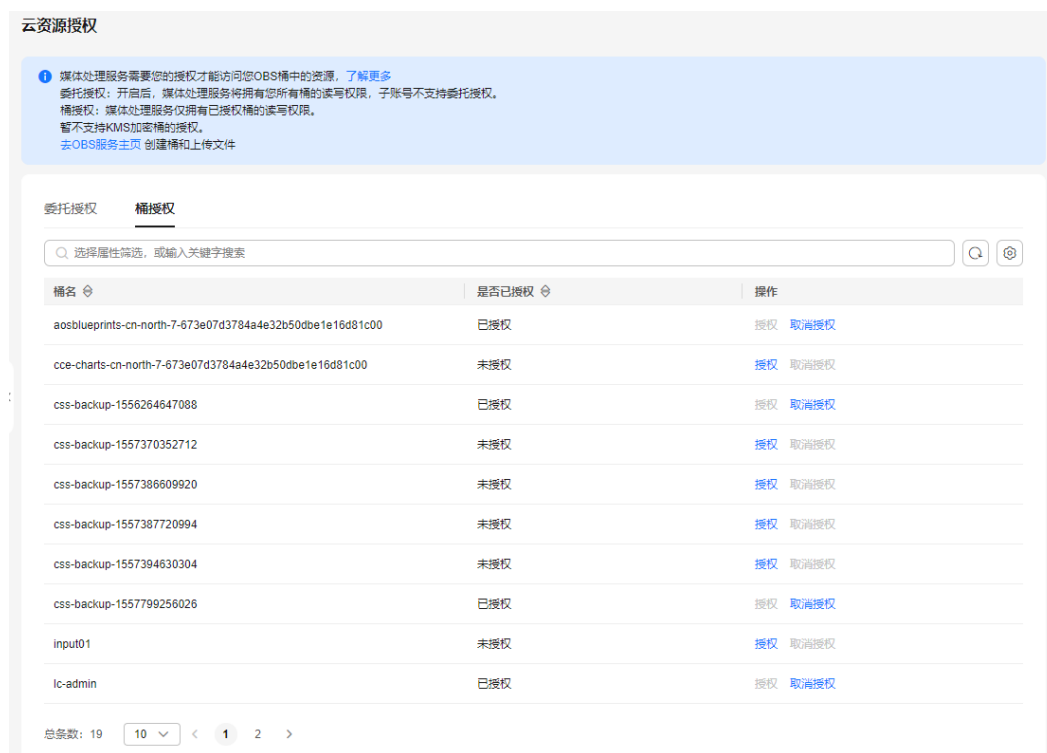 云资源授权
媒体处理服务需要您的授权才能访问您OBS桶中的资源，了解更多
委托授权：开启后，媒体处理服务将拥有您所有桶的读写权限，子账号不支持委托授权。
桶授权：媒体处理服务仅拥有已授权桶的读写权限。
暂不支持KMS加密桶的授权。
去OBS服务主页 创建桶和上传文件
委托授权 桶授权
选择属性筛选，或输入关键字搜索
桶名 是否已授权 操作
aosblueprints-cn-north-7-673e07d3784a4e32b50dbe1e16d81c00 已授权 授权 取消授权
cce-charts-cn-north-7-673e07d3784a4e32b50dbe1e16d81c00 未授权 授权 取消授权
css-backup-1556264647088 已授权 授权 取消授权
css-backup-1557370352712 未授权 授权 取消授权
css-backup-1557386609920 未授权 授权 取消授权
css-backup-1557387720994 未授权 授权 取消授权
css-backup-1557394630304 未授权 授权 取消授权
css-backup-1557799256026 已授权 授权 取消授权
input01 未授权 授权 取消授权
lc-admin 已授权 授权 取消授权
总条数：19 10 1 2